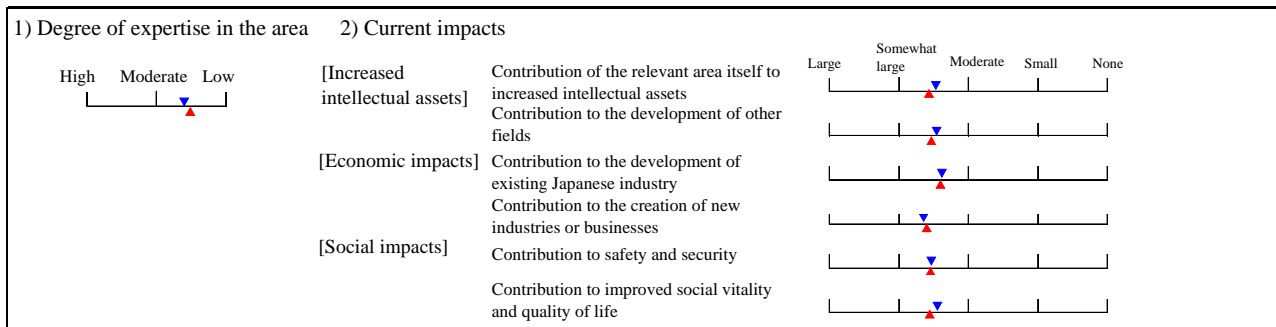 1) Degree of expertise in the area
2) Current impacts
High Moderate Low
[Increased
intellectual assets]
Contribution of the relevant area itself to
increased intellectual assets
Large
Somewhat
large
Moderate
Small
None
Contribution to the development of other
fields
[Economic impacts]
Contribution to the development of
existing Japanese industry
Contribution to the creation of new
industries or businesses
[Social impacts]
Contribution to safety and security
Contribution to improved social vitality
and quality of life